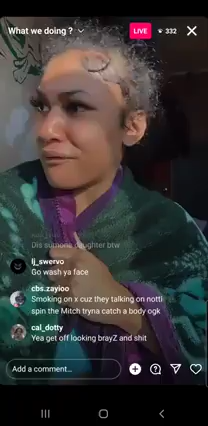 What we doing ?
LIVE
332
Dis suthone daughter btw
lj_swervo
Go wash ya face
cbs.zayioo
Smoking on x cuz they talking on notti
spin the Mitch tryna catch a body ogk
cal_dotty
Yea get off looking brayZ and shit
Add a comment...